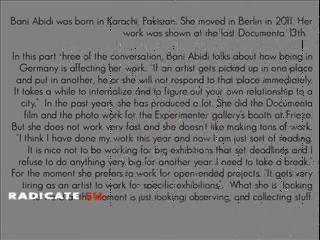 Bani Abidi was born in Karachi, Pakistan. She moved in Berlin in 2011. Her
work was shown at the last Documenta 13th.
In this part three of the conversation, Bani Abidi talks about how being in
Germany is affecting her work. "If an artist gets picked up in one place
and put in another, he or she will not respond to that place immediately.
It takes a while to internalize and to figure out your own relationship to a
city." In the past years she has produced a lot. She did the Documenta
film and the photo work for the Experimenter gallery's booth at Frieze.
But she does not work very fast and she doesn't like making tons of work.
"I think I have done my work this year and now I am just sort of reading.
It is nice to not be working for big exhibitions that set deadlines and I
refuse to do anything very big for another year. I need to take a break."
For the moment she prefers to work for open-ended projects. "It gets very
tiring as an artist to work for specific exhibitions". What she is "looking
at the moment is just looking, observing, and collecting stuff.
RADICATE.EU